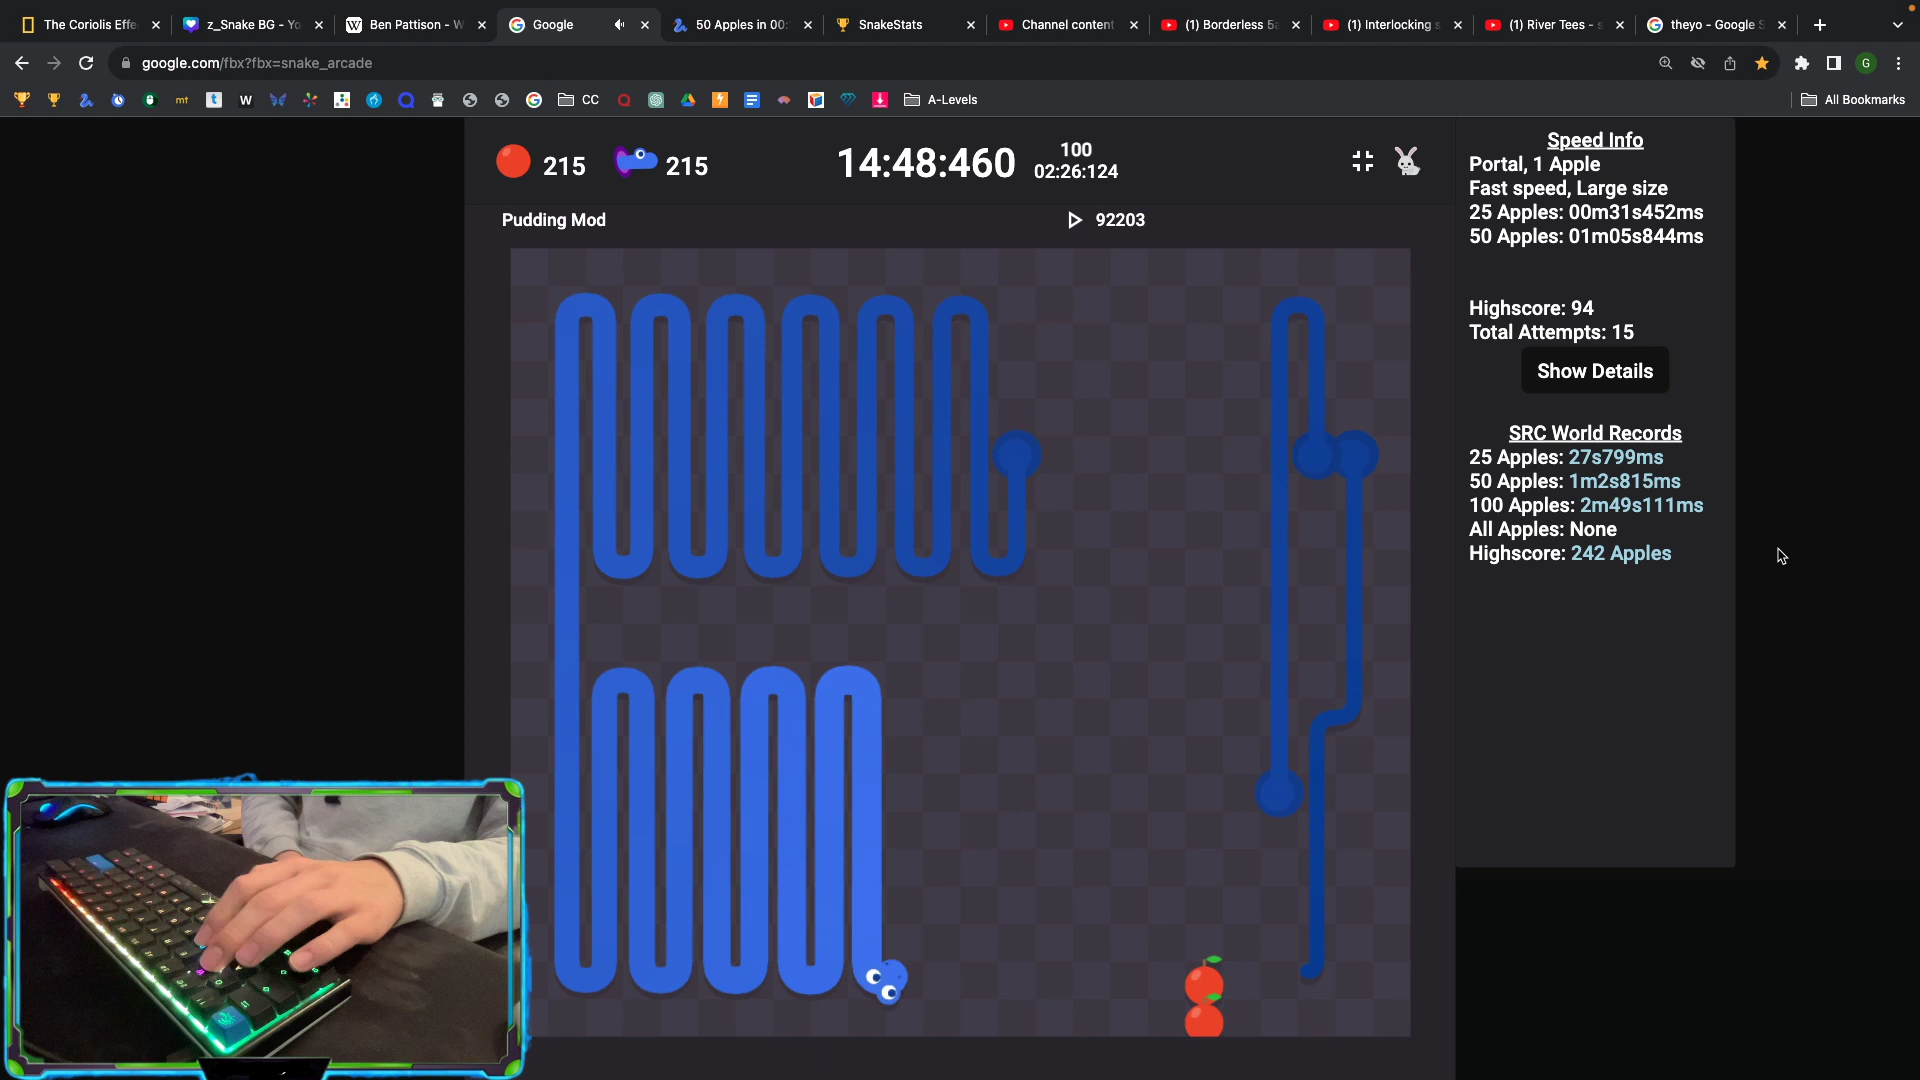 The Coriolis Effe
z_Snake BG - Yo
Ben Pattison - W
Google
50 Apples in 00:
SnakeStats
Channel content
(1) Borderless 5a
(1) Interlocking s
(1) River Tees - s
theyo - Google S
google.com/fbx?fbx=snake_arcade
G
mt
t
W
CC
A-Levels
All Bookmarks
215
215
14:48:460
100
02:26:124
Pudding Mod
92203
Speed Info
Portal, 1 Apple
Fast speed, Large size
25 Apples: 00m31s452ms
50 Apples: 01m05s844ms
Highscore: 94
Total Attempts: 15
Show Details
SRC World Records
25 Apples: 27s799ms
50 Apples: 1m2s815ms
100 Apples: 2m49s111ms
All Apples: None
Highscore: 242 Apples